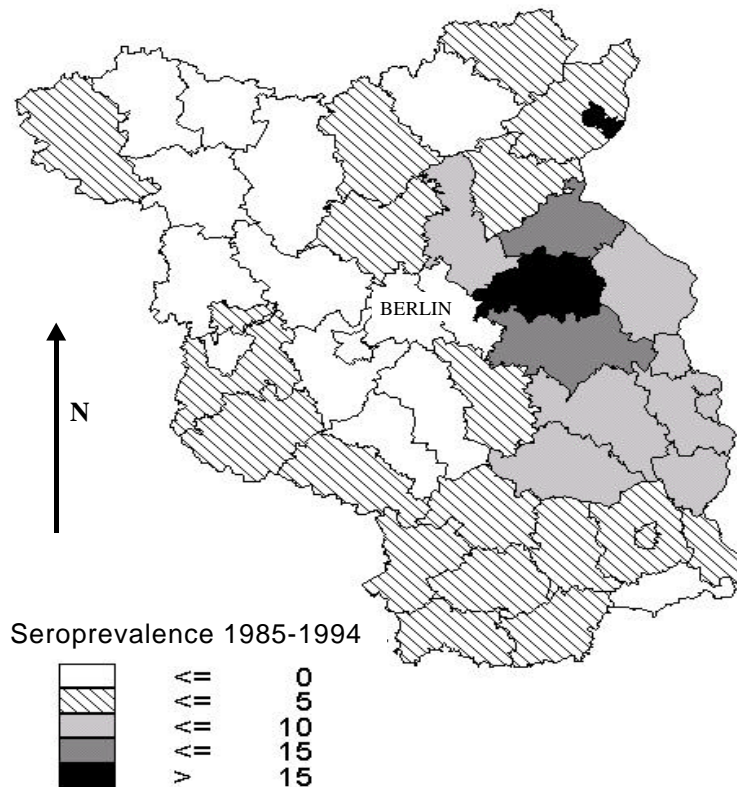 BERLIN
N
Seroprevalence 1985-1994
<= 0
<= 5
<= 10
<= 15
> 15